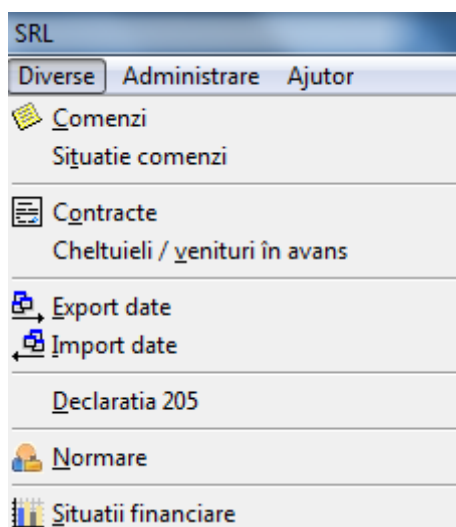 SRL
Diverse Administrare Ajutor
Comenzi
Situatie comenzi
Contracte
Cheltuieli / venituri în avans
Export date
Import date
Declaratia 205
Normare
Situatii financiare